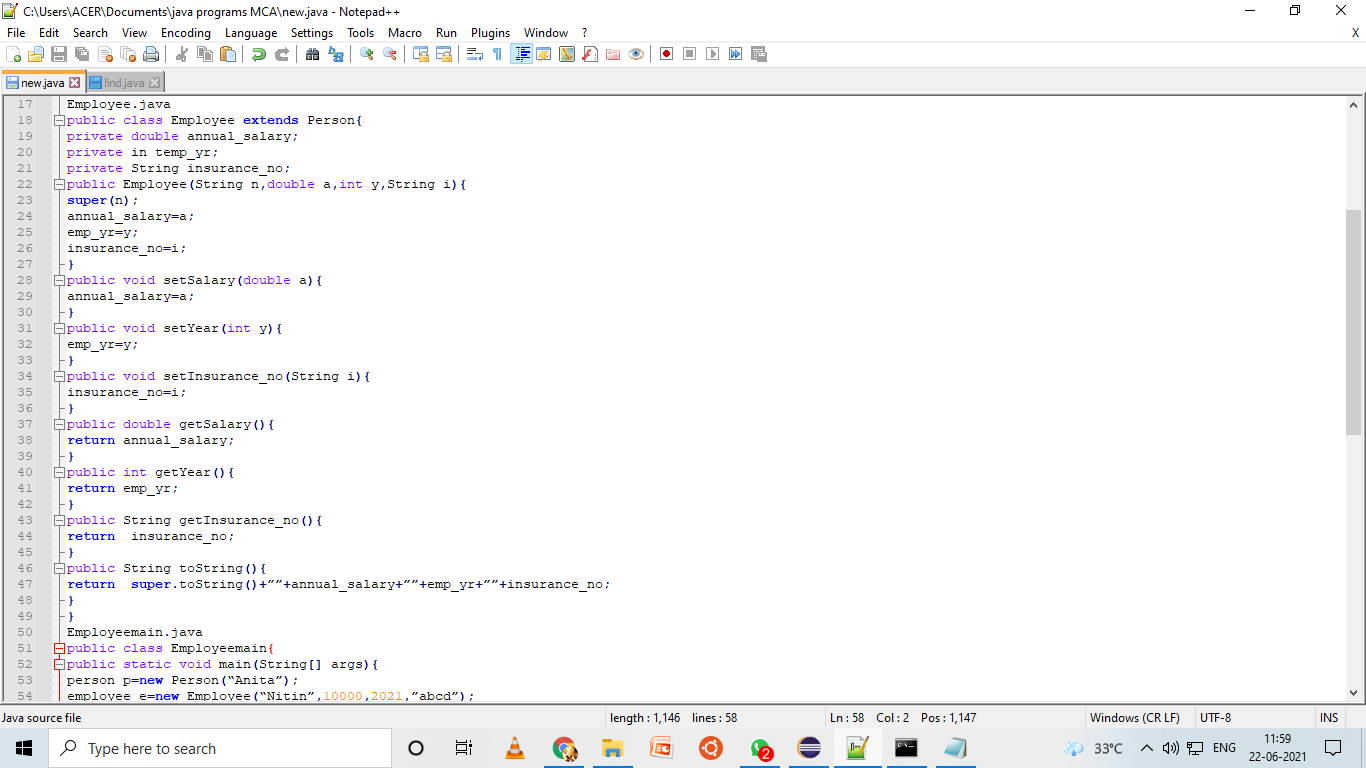 C:\Users\ACER\Documents\java programs MCA\new.java - Notepad++
File Edit Search View Encoding Language Settings Tools Macro Run Plugins Window ? X
new.java find.java
17 Employee.java
18 public class Employee extends Person{
19 private double annual_salary;
20 private in temp_yr;
21 private String insurance_no;
22 public Employee(String n,double a,int y,String i){
23 super(n);
24 annual_salary=a;
25 emp_yr=y;
26 insurance_no=i;
27 }
28 public void setSalary(double a){
29 annual_salary=a;
30 }
31 public void setYear(int y){
32 emp_yr=y;
33 }
34 public void setInsurance_no(String i){
35 insurance_no=i;
36 }
37 public double getSalary(){
38 return annual_salary;
39 }
40 public int getYear(){
41 return emp_yr;
42 }
43 public String getInsurance_no(){
44 return  insurance_no;
45 }
46 public String toString(){
47 return  super.toString()+””+annual_salary+””+emp_yr+””+insurance_no;
48 }
49 }
50 Employeemain.java
51 public class Employeemain{
52 public static void main(String[] args){
53 person p=new Person(“Anita”);
54 employee e=new Employee(“Nitin”,10000,2021,”abcd”);
Java source file length : 1,146 lines : 58 Ln : 58 Col : 2 Pos : 1,147 Windows (CR LF) UTF-8 INS
Type here to search 2 33°C ENG 11:59
22-06-2021